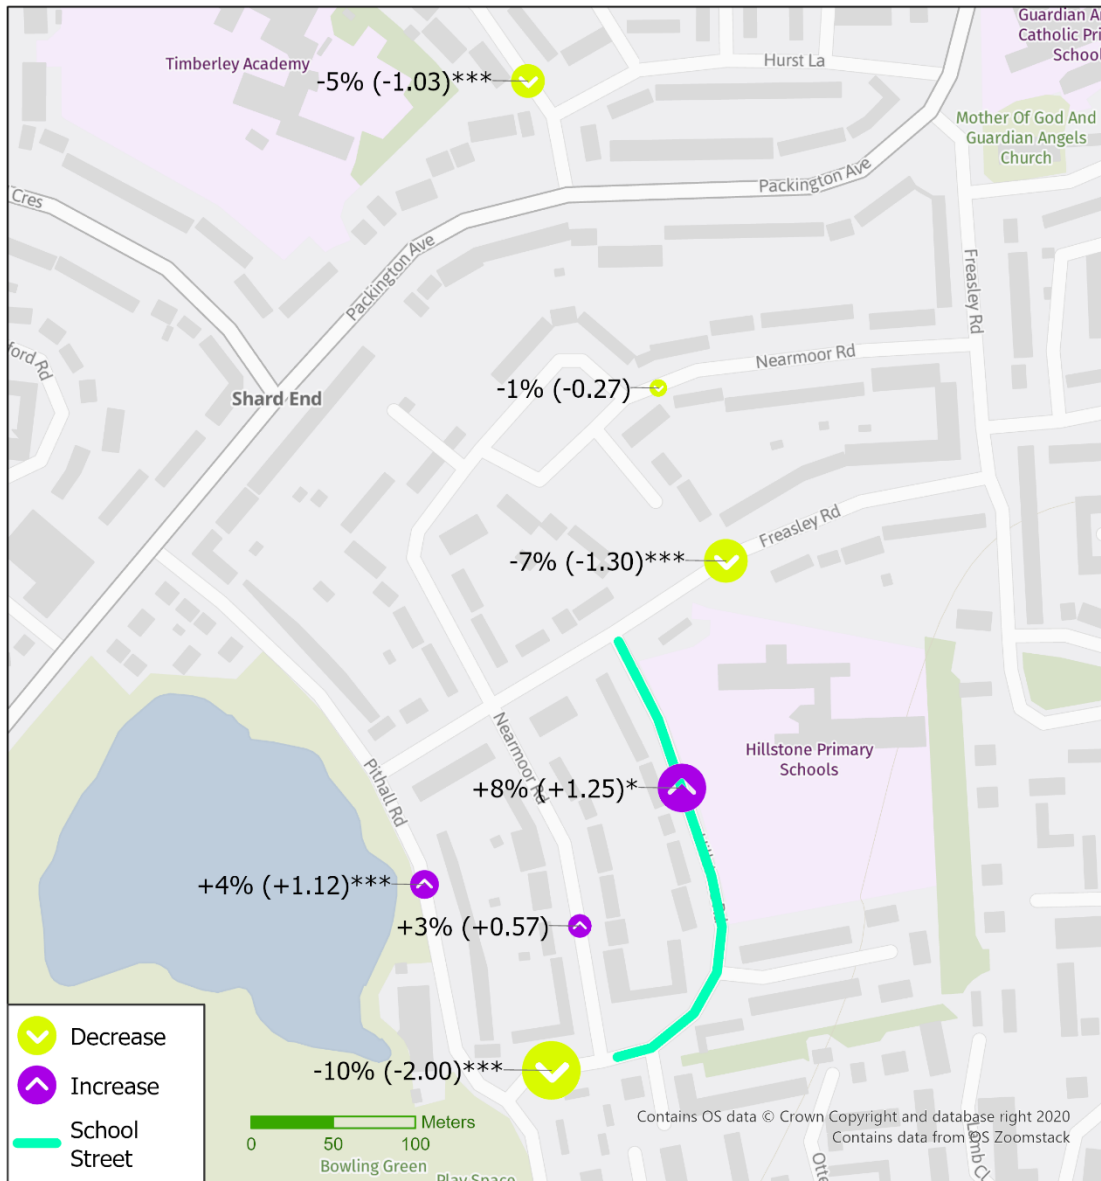 Guardian A
Catholic Pri
School
Timberley Academy
Hurst La
-5% (-1.03)***
Mother Of God And
Guardian Angels
Church
Packington Ave
Cres
Packington Ave
Freasley Rd
ford Rd
Nearmoor Rd
-1% (-0.27)
Shard End
Freasley Rd
-7% (-1.30)***
Nearmoor Rd
Hillstone Primary
Schools
Pithall Rd
+8% (+1.25)*
+4% (+1.12)***
+3% (+0.57)
-10% (-2.00)***
Decrease
Increase
School
Street
Meters
0 50 100
Bowling Green
Play Space
Contains OS data © Crown Copyright and database right 2020
Contains data from OS Zoomstack